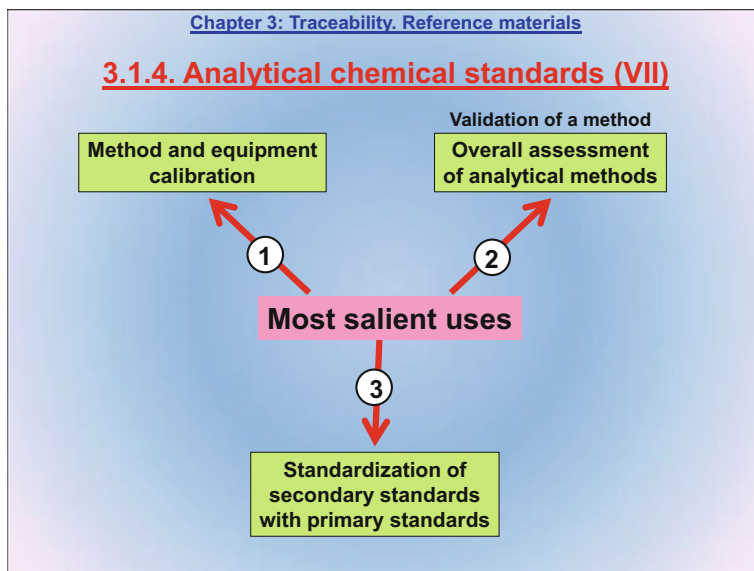 Chapter 3: Traceability. Reference materials
3.1.4. Analytical chemical standards (VII)
Validation of a method
Method and equipment
calibration
Overall assessment
of analytical methods
1
2
Most salient uses
3
Standardization of
secondary standards
with primary standards